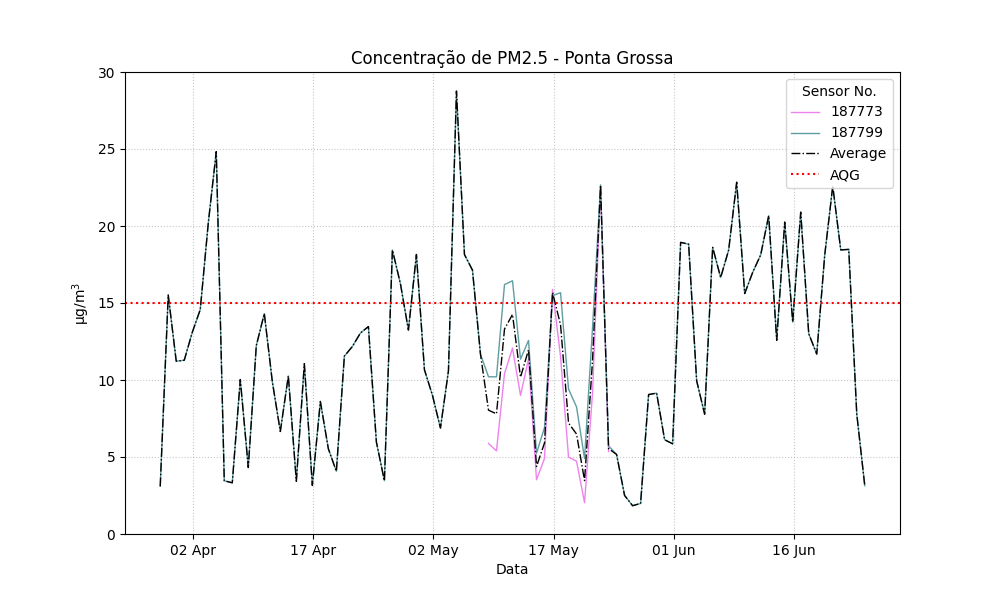 Concentração de PM2.5 - Ponta Grossa
30
25
20
15
10
5
0
µg/m³
Sensor No.
187773
187799
Average
AQG
02 Apr
17 Apr
02 May
17 May
01 Jun
16 Jun
Data